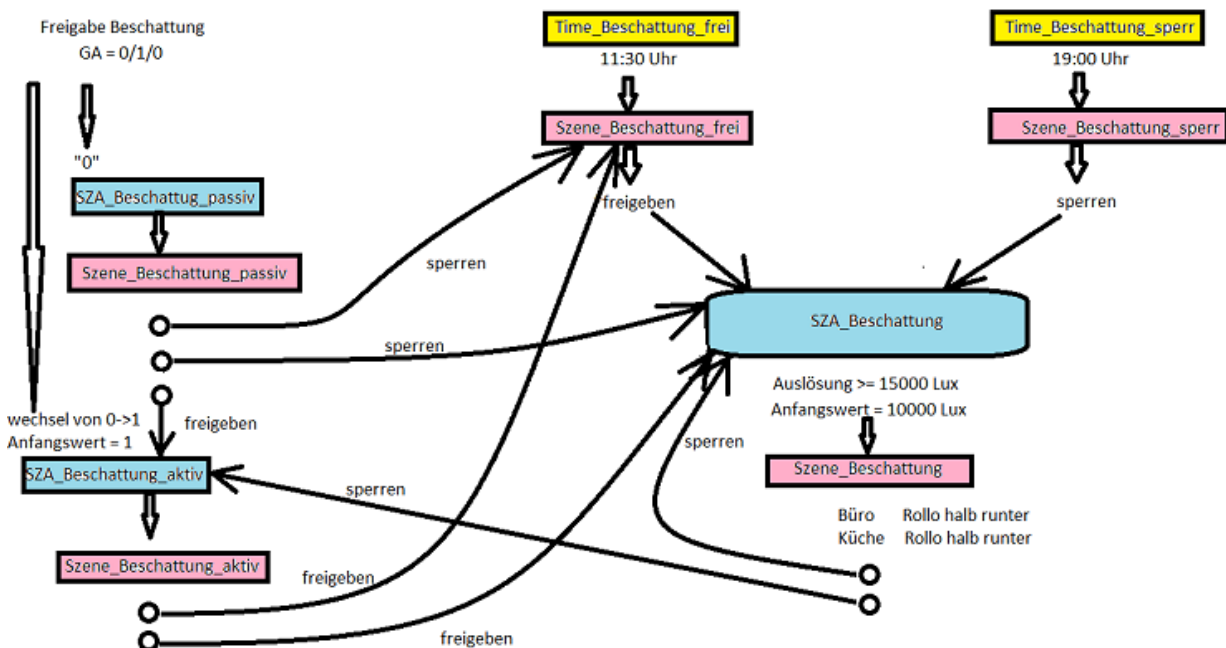 Freigabe Beschattung
GA = 0/1/0
"0"
SZA_Beschattug_passiv
Szene_Beschattung_passiv
wechsel von 0->1
Anfangswert = 1
SZA_Beschattung_aktiv
Szene_Beschattung_aktiv
sperren
sperren
freigeben
sperren
freigeben
freigeben
Time_Beschattung_frei
11:30 Uhr
Szene_Beschattung_frei
freigeben
Time_Beschattung_sperr
19:00 Uhr
Szene_Beschattung_sperr
sperren
SZA_Beschattung
Auslösung >= 15000 Lux
Anfangswert = 10000 Lux
sperren
Szene_Beschattung
Büro Rollo halb runter
Küche Rollo halb runter